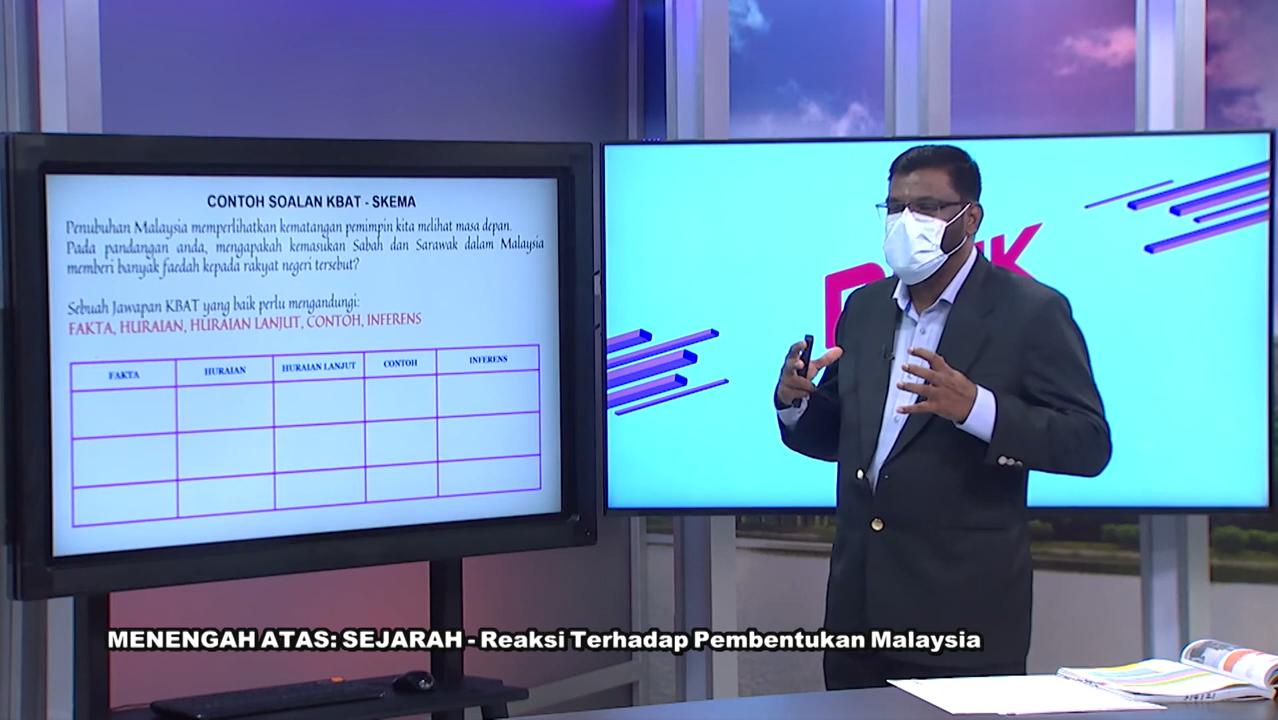 CONTOH SOALAN KBAT - SKEMA
Penubuhan Malaysia memperlihatkan kematangan pemimpin kita melihat masa depan.
Pada pandangan anda, mengapakah kemasukan Sabah dan Sarawak dalam Malaysia
memberi banyak faedah kepada rakyat negeri tersebut?
Sebuah Jawapan KBAT yang baik perlu mengandungi:
FAKTA, HURAIAN, HURAIAN LANJUT, CONTOH, INFERENS
FAKTA HURAIAN HURAIAN LANJUT CONTOH INFERENS
MENENGAH ATAS: SEJARAH - Reaksi Terhadap Pembentukan Malaysia